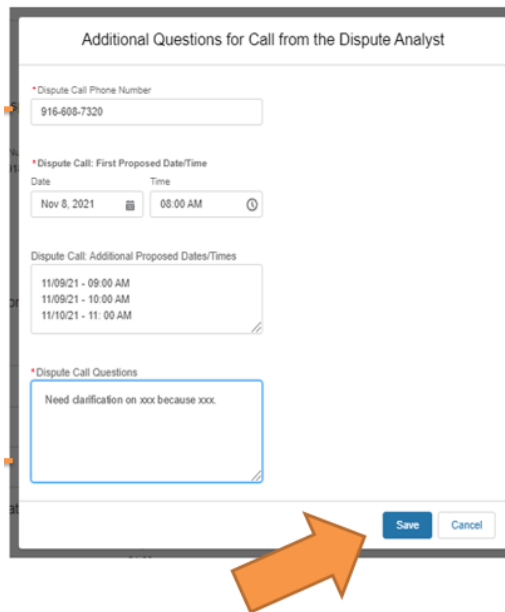 Additional Questions for Call from the Dispute Analyst
*Dispute Call Phone Number
916-608-7320
*Dispute Call: First Proposed Date/Time
Date Time
Nov 8, 2021 08:00 AM
Dispute Call: Additional Proposed Dates/Times
11/09/21 - 09:00 AM
11/09/21 - 10:00 AM
11/10/21 - 11: 00 AM
*Dispute Call Questions
Need clarification on xxx because xxx.
Save Cancel